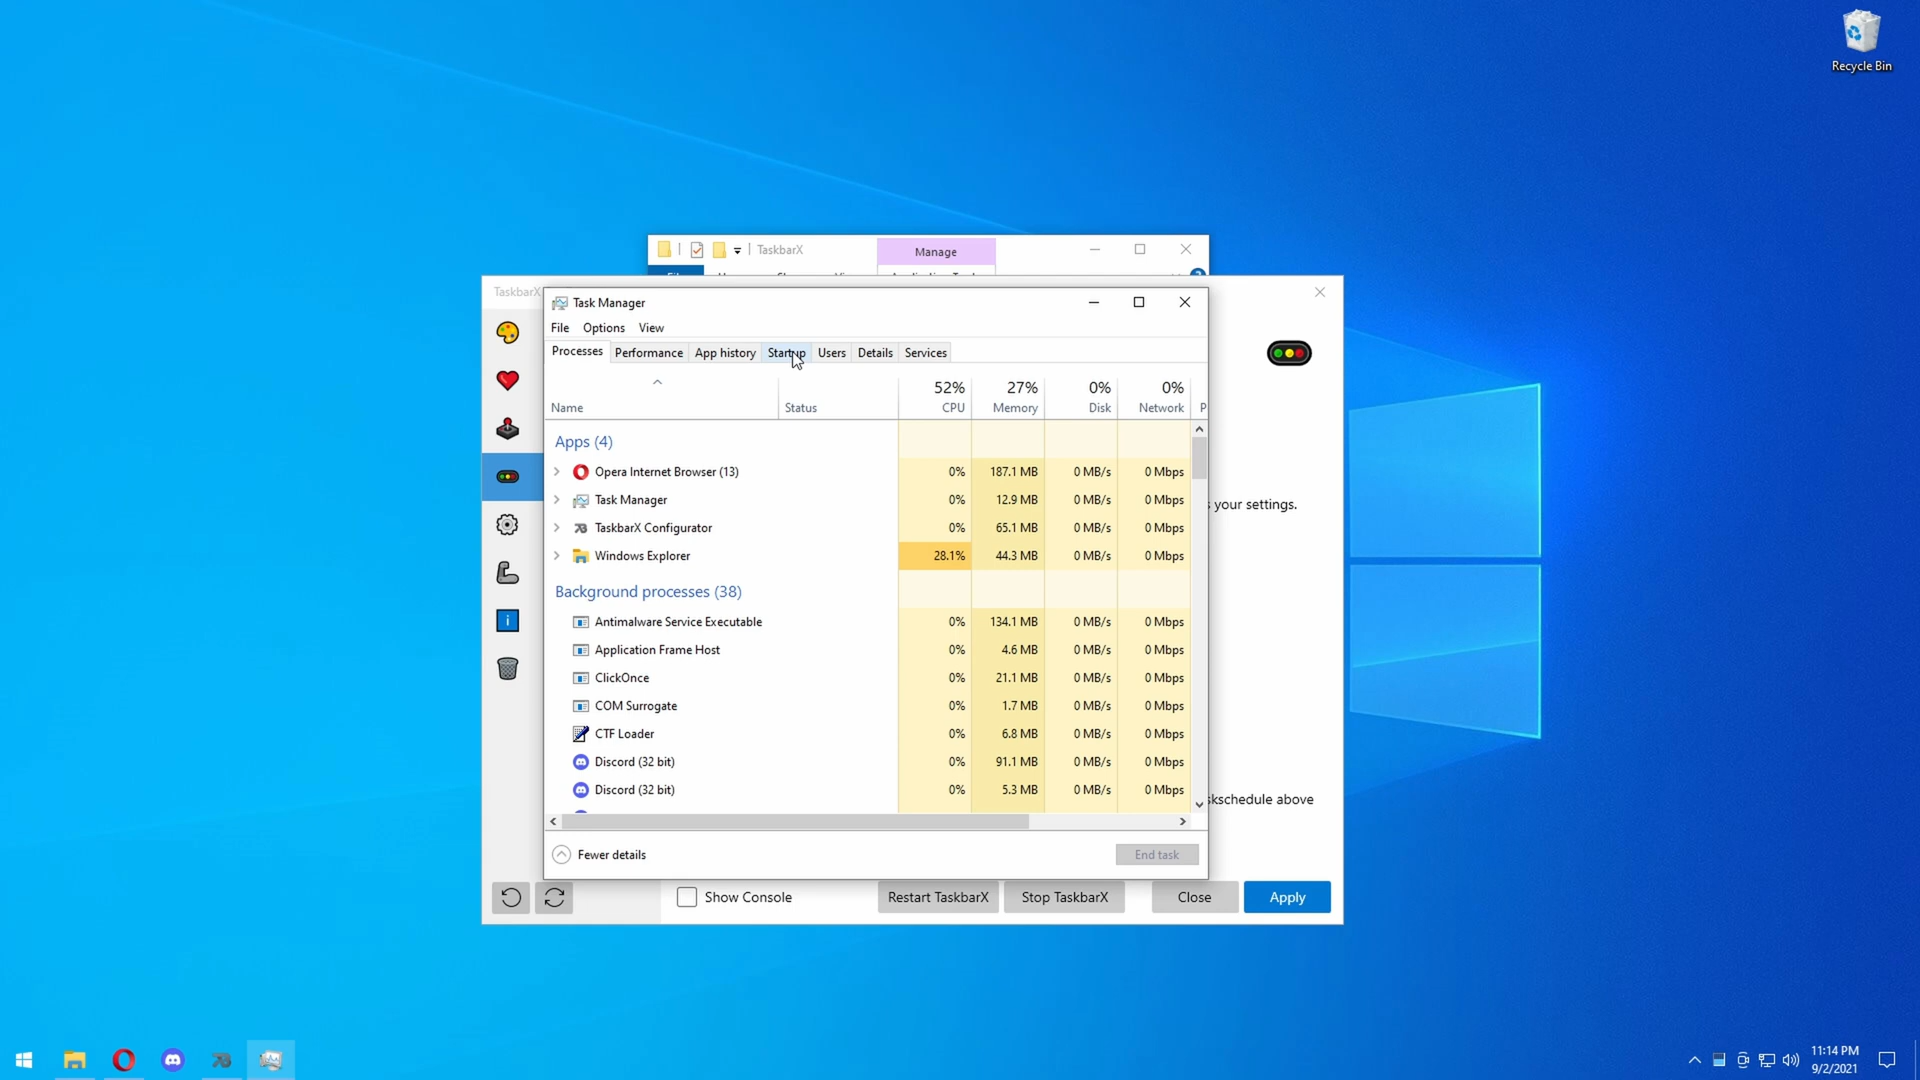 Recycle Bin
TaskbarX
Manage
TaskbarX
Task Manager
File Options View
Processes Performance App history Startup Users Details Services
52% 27% 0% 0%
Name Status CPU Memory Disk Network P
Apps (4)
Opera Internet Browser (13) 0% 187.1 MB 0 MB/s 0 Mbps
Task Manager 0% 12.9 MB 0 MB/s 0 Mbps
s your settings.
TaskbarX Configurator 0% 65.1 MB 0 MB/s 0 Mbps
Windows Explorer 28.1% 44.3 MB 0 MB/s 0 Mbps
Background processes (38)
Antimalware Service Executable 0% 134.1 MB 0 MB/s 0 Mbps
Application Frame Host 0% 4.6 MB 0 MB/s 0 Mbps
ClickOnce 0% 21.1 MB 0 MB/s 0 Mbps
COM Surrogate 0% 1.7 MB 0 MB/s 0 Mbps
CTF Loader 0% 6.8 MB 0 MB/s 0 Mbps
Discord (32 bit) 0% 91.1 MB 0 MB/s 0 Mbps
Discord (32 bit) 0% 5.3 MB 0 MB/s 0 Mbps
skschedule above
Fewer details End task
Show Console Restart TaskbarX Stop TaskbarX Close Apply
11:14 PM
9/2/2021